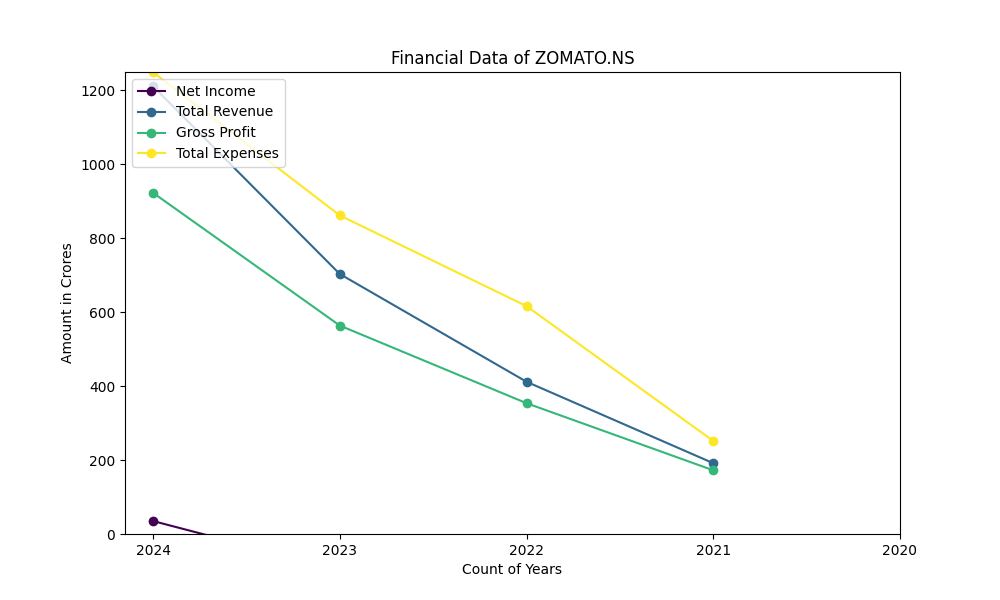 Financial Data of ZOMATO.NS
Net Income
Total Revenue
Gross Profit
Total Expenses
1200
1000
800
600
400
200
0
Amount in Crores
2024 2023 2022 2021 2020
Count of Years